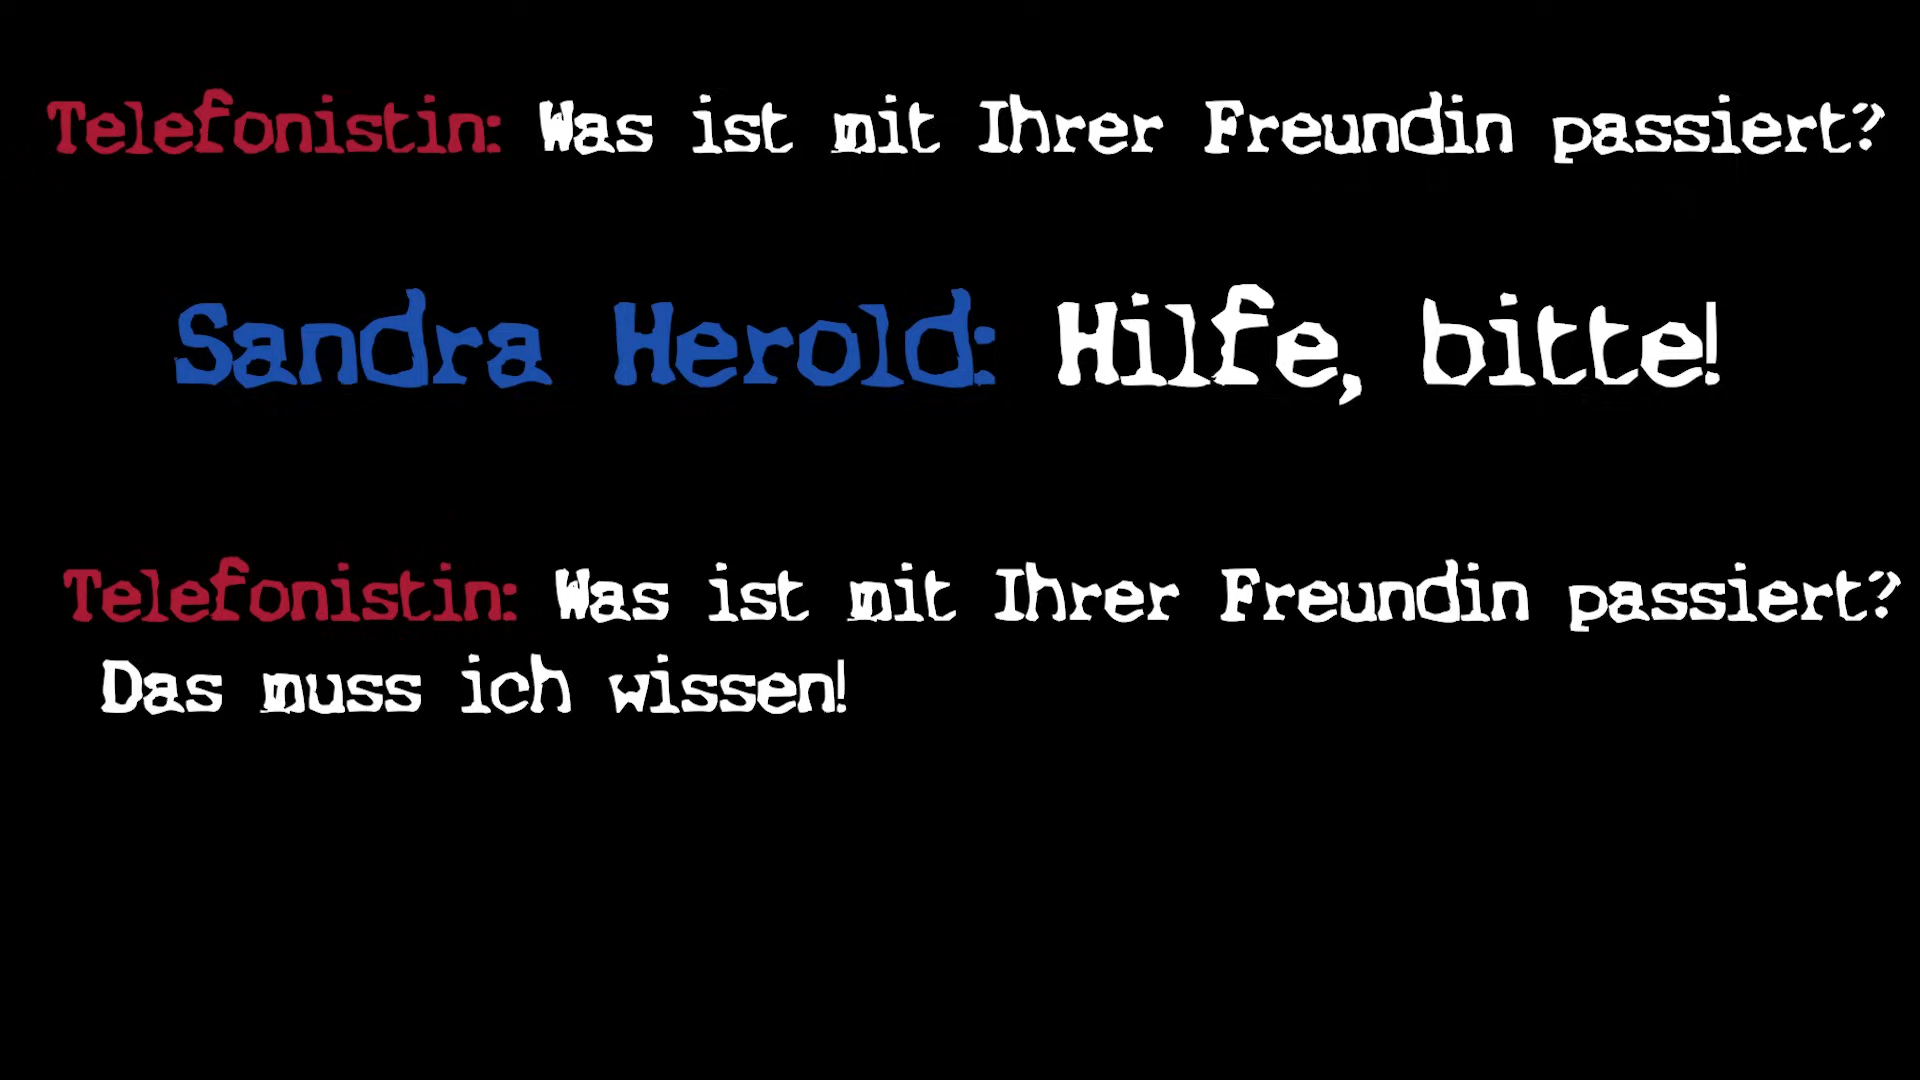 Telefonistin: Was ist mit Ihrer Freundin passiert?
Sandra Herold: Hilfe, bitte!
Telefonistin: Was ist mit Ihrer Freundin passiert?
Das muss ich wissen!